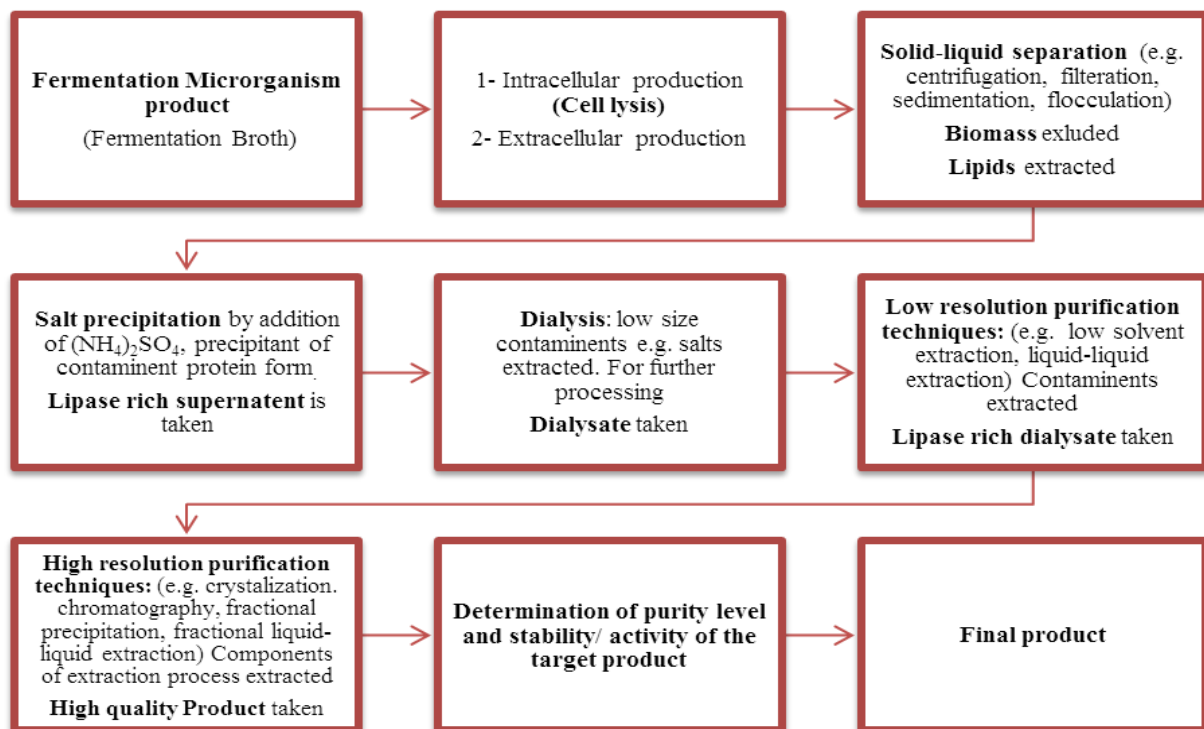 Fermentation Microrganism
product
(Fermentation Broth)
1- Intracellular production
(Cell lysis)
2- Extracellular production
Solid-liquid separation (e.g.
centrifugation, filteration,
sedimentation, flocculation)
Biomass exluded
Lipids extracted
Salt precipitation by addition
of (NH₄)₂SO₄, precipitant of
contaminent protein form.
Lipase rich supernatent is
taken
Dialysis: low size
contaminents e.g. salts
extracted. For further
processing
Dialysate taken
Low resolution purification
techniques: (e.g. low solvent
extraction, liquid-liquid
extraction) Contaminents
extracted
Lipase rich dialysate taken
High resolution purification
techniques: (e.g. crystalization.
chromatography, fractional
precipitation, fractional liquid-
liquid extraction) Components
of extraction process extracted
High quality Product taken
Determination of purity level
and stability/ activity of the
target product
Final product